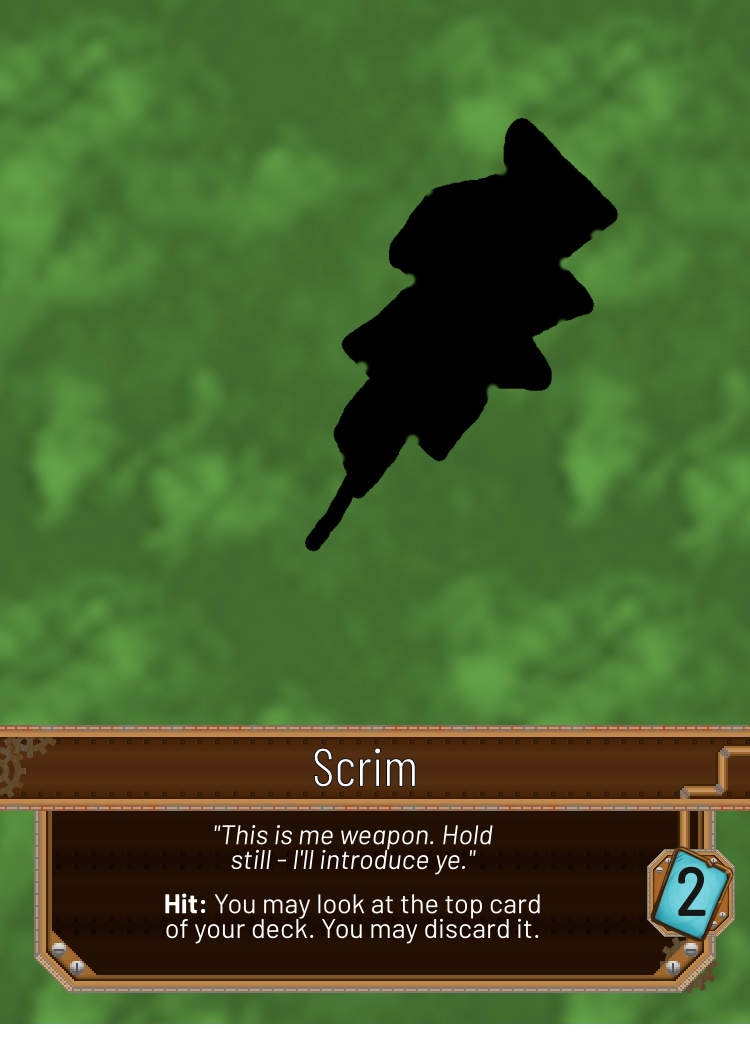 Scrim
"This is me weapon. Hold
still - I'll introduce ye."
Hit: You may look at the top card
of your deck. You may discard it.
2